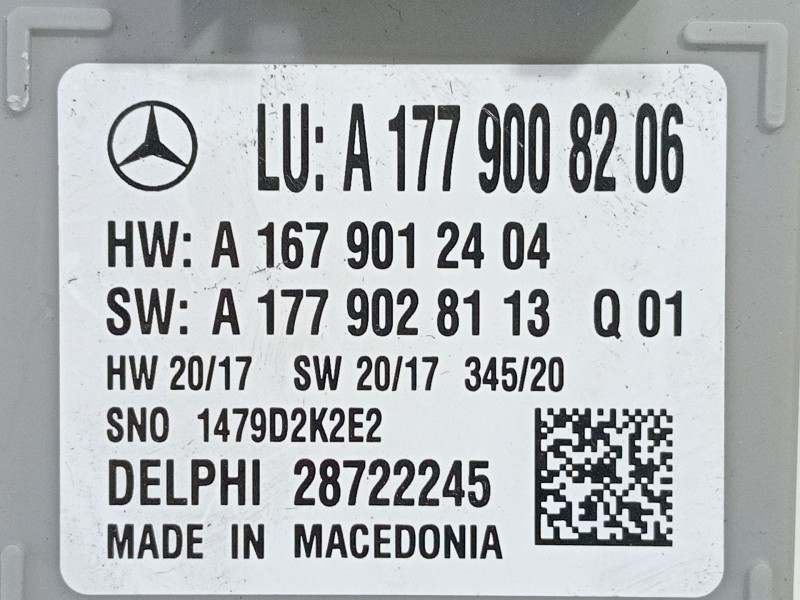 LU: A 177 900 82 06
HW: A 167 901 24 04
SW: A 177 902 81 13 Q 01
HW 20/17 SW 20/17 345/20
SNO 1479D2K2E2
DELPHI 28722245
MADE IN MACEDONIA